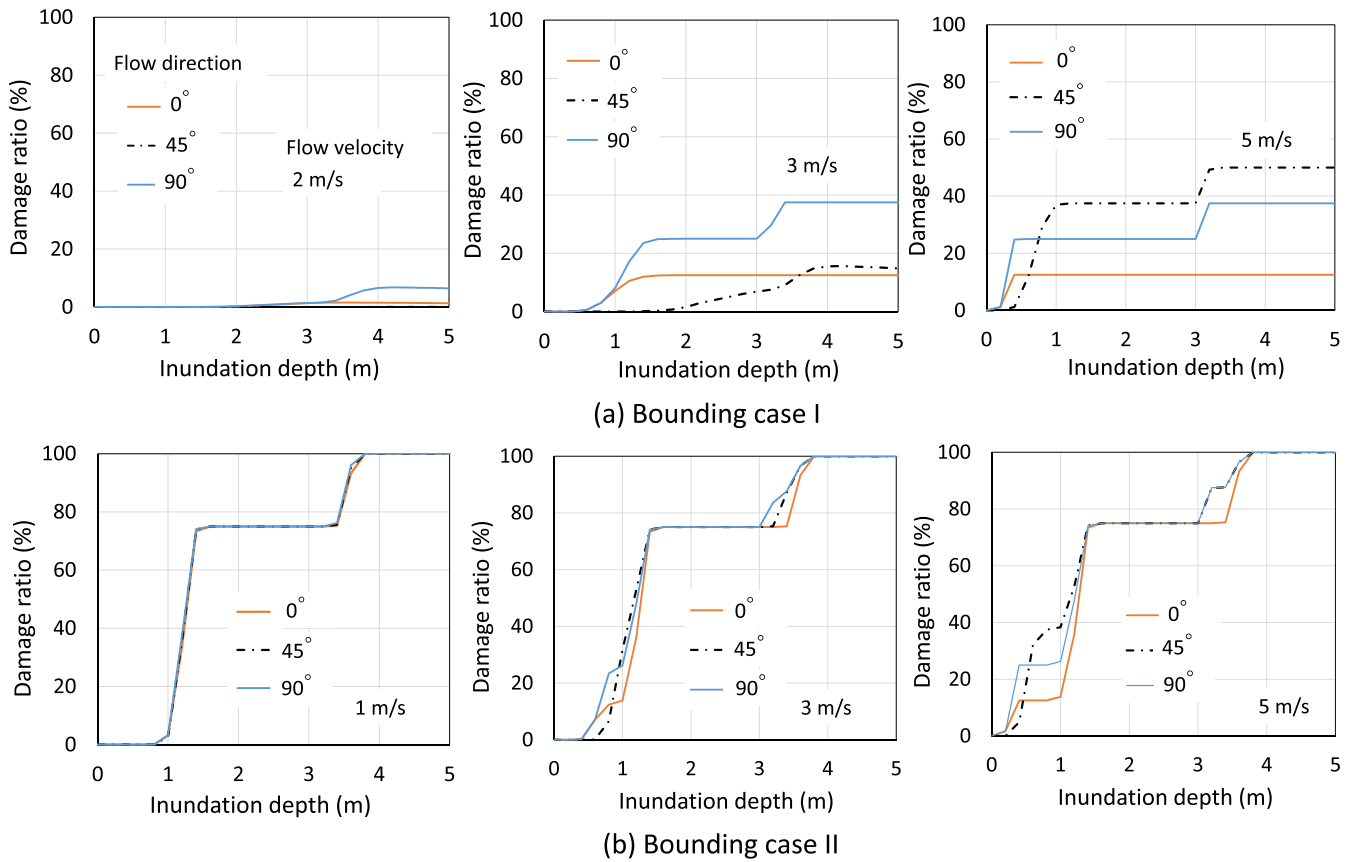 100
80
60
40
20
0
Damage ratio (%)
Flow direction
0°
45°
90°
Flow velocity
2 m/s
0 1 2 3 4 5
Inundation depth (m)
100
80
60
40
20
0
Damage ratio (%)
0°
45°
90°
3 m/s
0 1 2 3 4 5
Inundation depth (m)
100
80
60
40
20
0
Damage ratio (%)
0°
45°
90°
5 m/s
0 1 2 3 4 5
Inundation depth (m)
(a) Bounding case I
100
80
60
40
20
0
Damage ratio (%)
0°
45°
90°
1 m/s
0 1 2 3 4 5
Inundation depth (m)
100
80
60
40
20
0
Damage ratio (%)
0°
45°
90°
3 m/s
0 1 2 3 4 5
Inundation depth (m)
100
80
60
40
20
0
Damage ratio (%)
0°
45°
90°
5 m/s
0 1 2 3 4 5
Inundation depth (m)
(b) Bounding case II